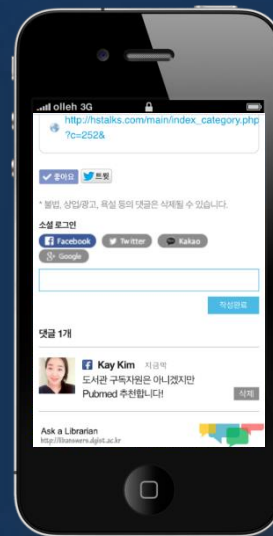 olleh 3G
http://hstalks.com/main/index_category.php
?c=252&
좋아요 트윗
* 불법, 상업/광고, 욕설 등의 댓글은 삭제될 수 있습니다.
소셜 로그인
Facebook Twitter Kakao
Google
작성완료
댓글 1개
Kay Kim 지금막
도서관 구독자원은 아니겠지만
Pubmed 추천합니다!
삭제
Ask a Librarian
http://libanswers.dgist.ac.kr